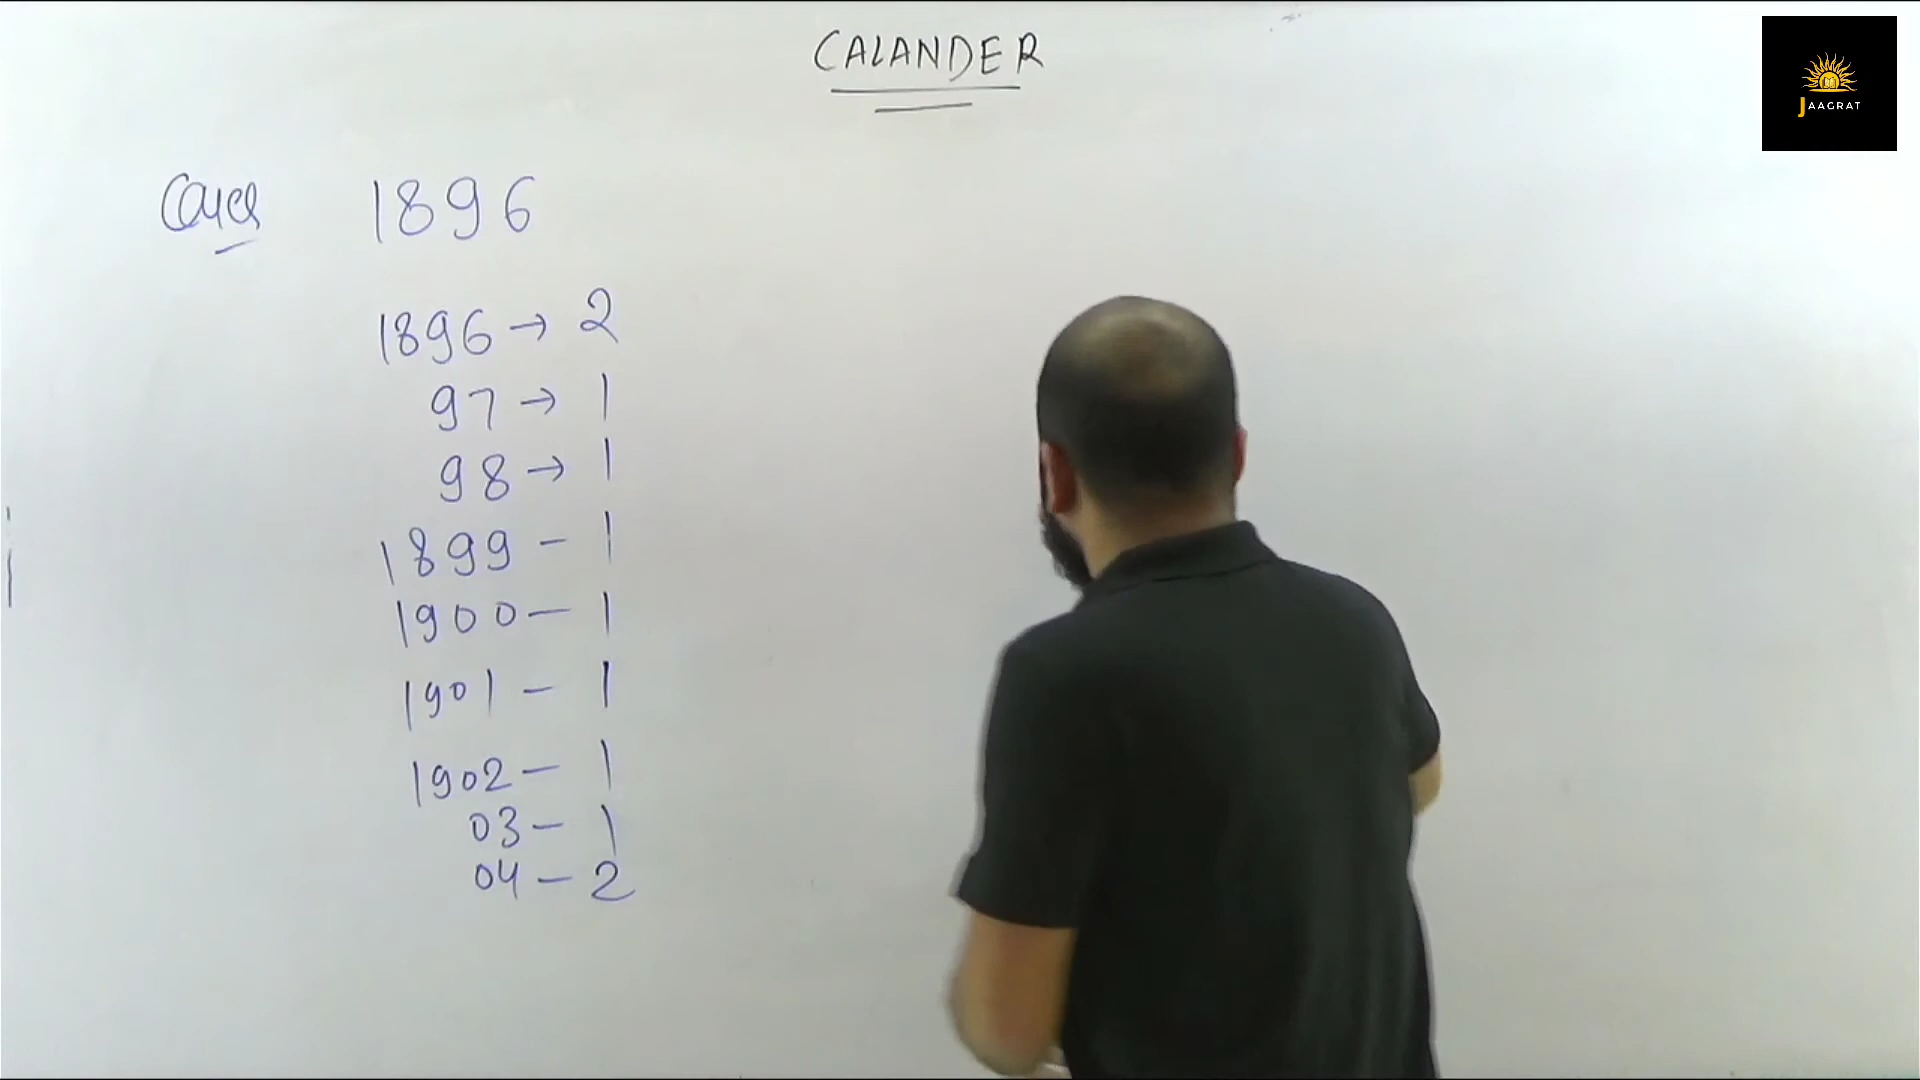 CALANDER
JAAGRAT
1896
1896 → 2
97 → 1
98 → 1
1899 - 1
1900 - 1
1901 - 1
1902 - 1
03 - 1
04 - 2